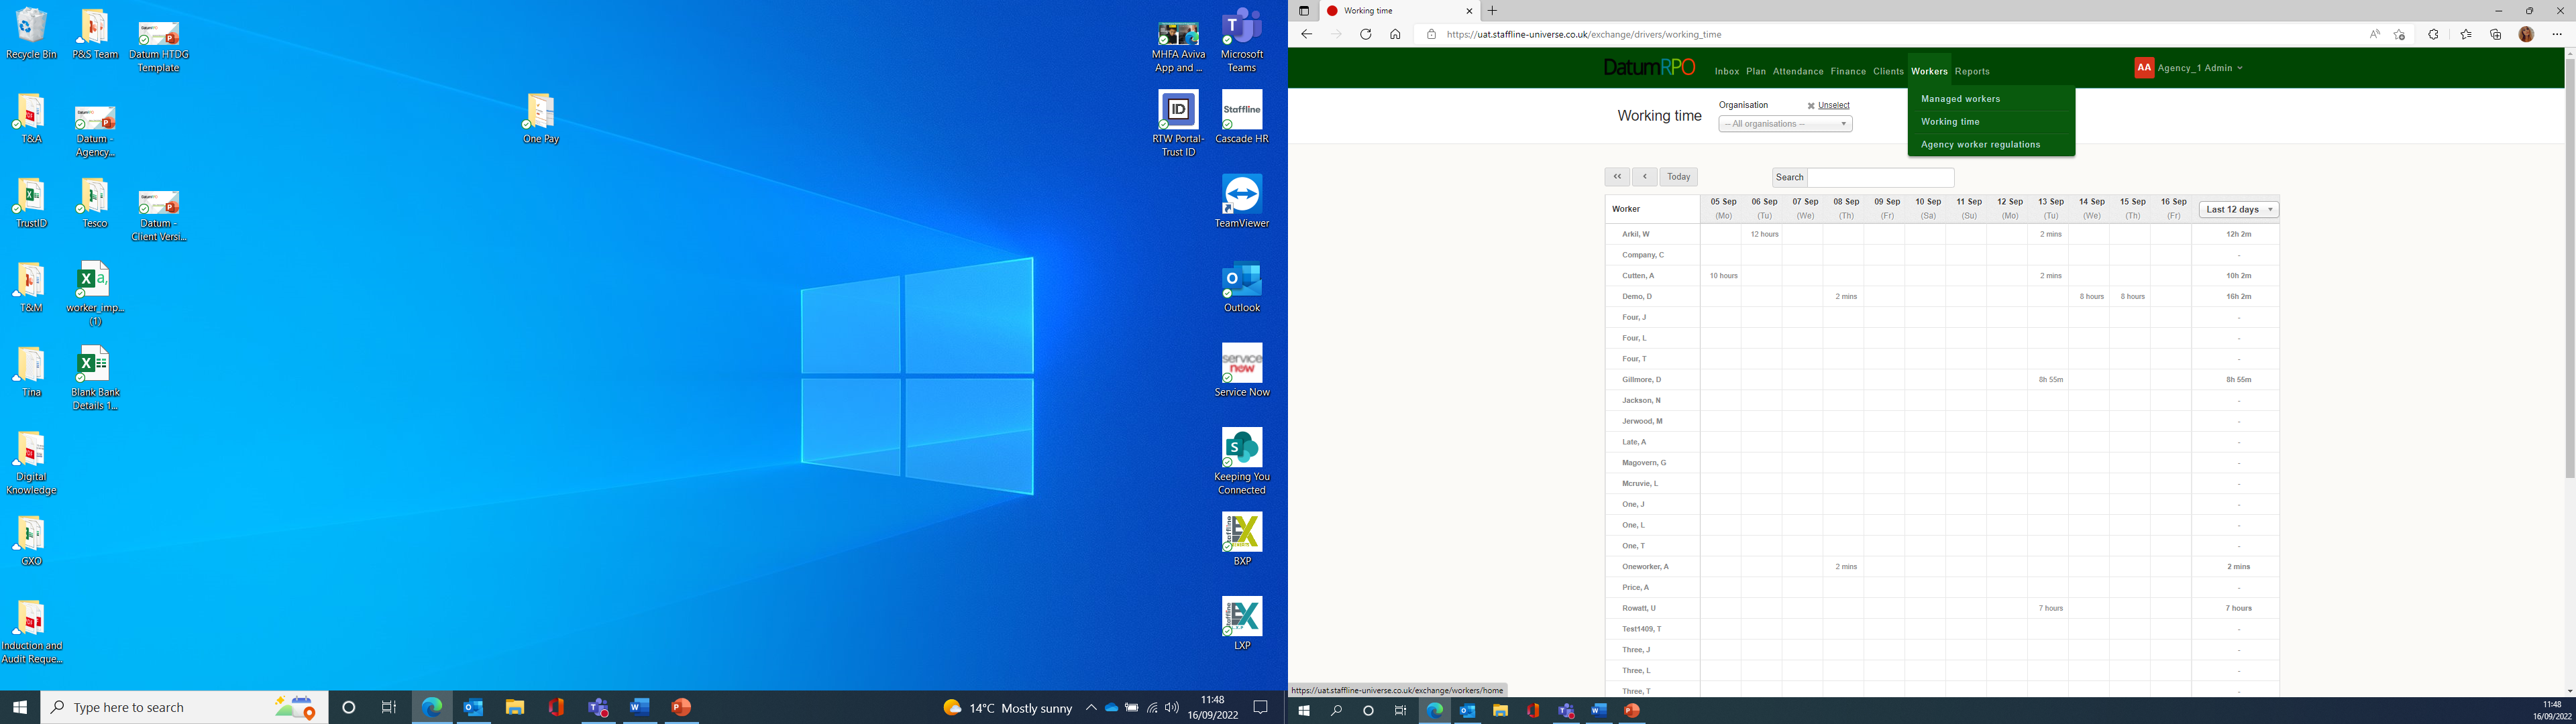 Recycle Bin
P&S Team
Datum HTDG
Template
T&A
Datum -
Agency...
One Pay
TrustID
Tesco
Datum -
Client Versi...
T&M
worker_imp...
(1)
Tina
Blank Bank
Details 1...
Digital
Knowledge
GXO
Induction and
Audit Reque...
MHFA Aviva
App and ...
Microsoft
Teams
RTW Portal-
Trust ID
Staffline
Cascade HR
TeamViewer
Outlook
service
now
Service Now
Keeping You
Connected
BXP
LXP
Type here to search
14°C Mostly sunny
11:48
16/09/2022
Working time
https://uat.staffline-universe.co.uk/exchange/drivers/working_time
DatumRPO
Inbox Plan Attendance Finance Clients Workers Reports
AA Agency_1 Admin
Managed workers
Working time
Agency worker regulations
Working time
Organisation
Unselect
-- All organisations --
Today
Search
Worker 05 Sep 06 Sep 07 Sep 08 Sep 09 Sep 10 Sep 11 Sep 12 Sep 13 Sep 14 Sep 15 Sep 16 Sep Last 12 days
(Mo) (Tu) (We) (Th) (Fr) (Sa) (Su) (Mo) (Tu) (We) (Th) (Fr)
Arkil, W 12 hours 2 mins 12h 2m
Company, C -
Cutten, A 10 hours 2 mins 10h 2m
Demo, D 2 mins 8 hours 8 hours 16h 2m
Four, J -
Four, L -
Four, T -
Gillmore, D 8h 55m 8h 55m
Jackson, N -
Jerwood, M -
Late, A -
Magovern, G -
Mcruvie, L -
One, J -
One, L -
One, T -
Oneworker, A 2 mins 2 mins
Price, A -
Rowatt, U 7 hours 7 hours
Test1409, T -
Three, J -
Three, L -
Three, T -
https://uat.staffline-universe.co.uk/exchange/workers/home
11:48
16/09/2022